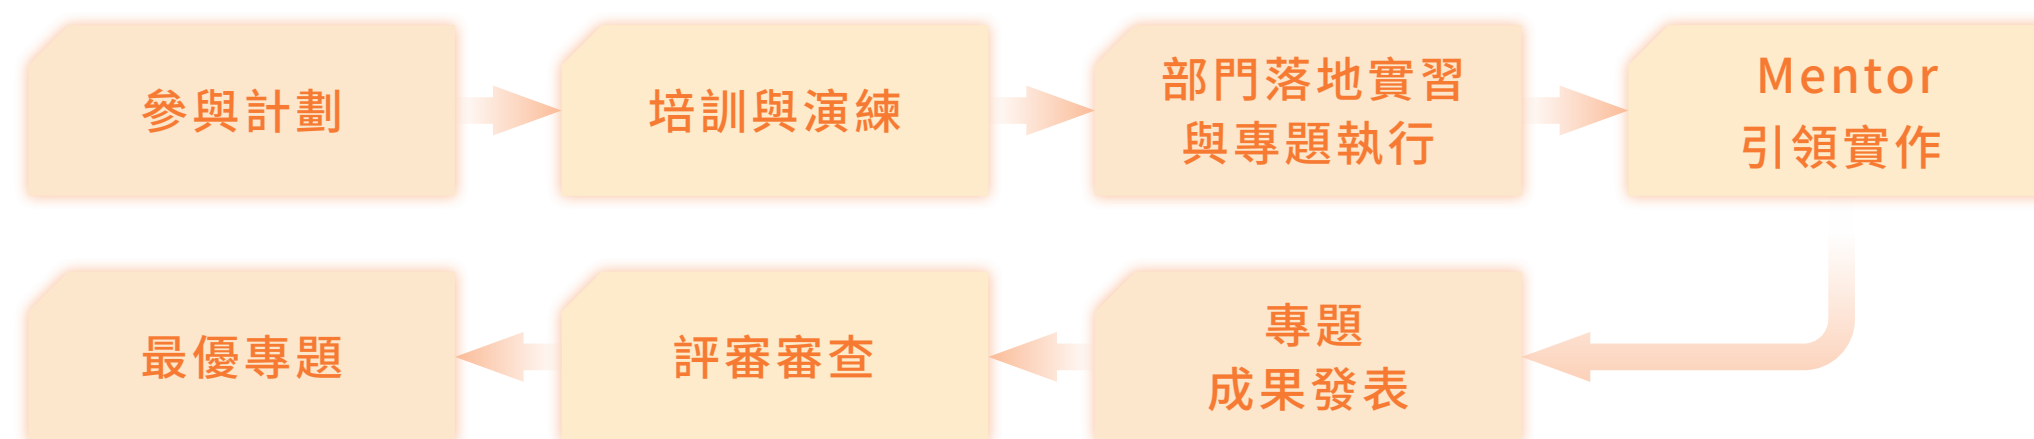 參與計劃
培訓與演練
部門落地實習
與專題執行
Mentor
引領實作
專題
成果發表
評審審查
最優專題